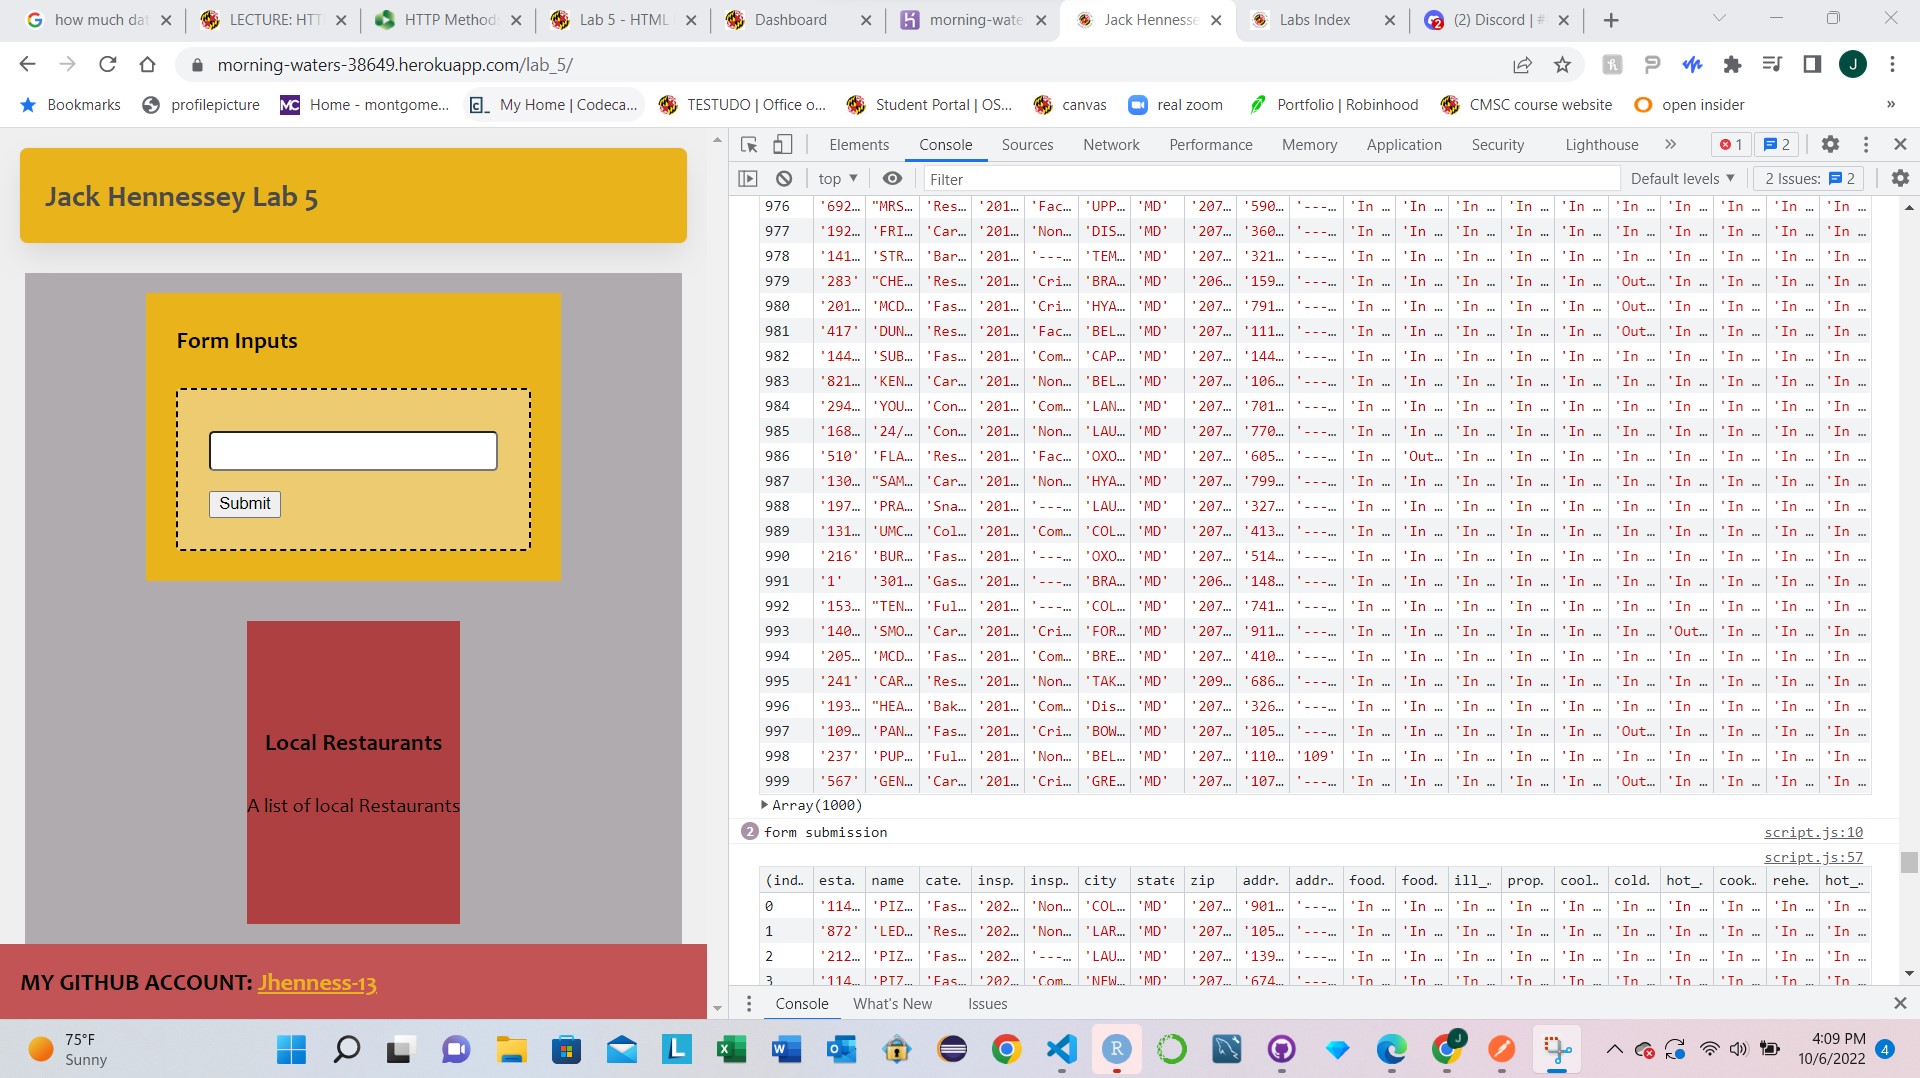 how much dat
LECTURE: HTT
HTTP Method
Lab 5 - HTML
Dashboard
morning-wate
Jack Hennesse
Labs Index
(2) Discord | #
morning-waters-38649.herokuapp.com/lab_5/
J
Bookmarks
profilepicture
MC Home - montgome...
C_ My Home | Codeca...
TESTUDO | Office o...
Student Portal | OS...
canvas
real zoom
Portfolio | Robinhood
CMSC course website
open insider
»
Jack Hennessey Lab 5
Form Inputs
Submit
Local Restaurants
A list of local Restaurants
MY GITHUB ACCOUNT: Jhenness-13
Elements Console Sources Network Performance Memory Application Security Lighthouse » 1 2
top Filter Default levels 2 Issues: 2
976 '692… "MRS… 'Res… '201… 'Fac… 'UPP… 'MD' '207… '590… '---… 'In … 'In … 'In … 'In … 'In … 'In … 'In … 'In … 'In … 'In …
977 '192… 'FRI… 'Car… '201… 'Non… 'DIS… 'MD' '207… '360… '---… 'In … 'In … 'In … 'In … 'In … 'In … 'In … 'In … 'In … 'In …
978 '141… 'STR… 'Bar… '201… '---… 'TEM… 'MD' '207… '321… '---… 'In … 'In … 'In … 'In … 'In … 'In … 'In … 'In … 'In … 'In …
979 '283' "CHE… 'Res… '201… 'Cri… 'BRA… 'MD' '206… '159… '---… 'In … 'In … 'In … 'In … 'In … 'Out… 'In … 'In … 'In … 'In …
980 '201… 'MCD… 'Fas… '201… 'Cri… 'HYA… 'MD' '207… '791… '---… 'In … 'In … 'In … 'In … 'In … 'Out… 'In … 'In … 'In … 'In …
981 '417' 'DUN… 'Res… '201… 'Fac… 'BEL… 'MD' '207… '111… '---… 'In … 'In … 'In … 'In … 'In … 'Out… 'In … 'In … 'In … 'In …
982 '144… 'SUB… 'Fas… '201… 'Com… 'CAP… 'MD' '207… '144… '---… 'In … 'In … 'In … 'In … 'In … 'In … 'In … 'In … 'In … 'In …
983 '821… 'KEN… 'Car… '201… 'Non… 'BEL… 'MD' '207… '106… '---… 'In … 'In … 'In … 'In … 'In … 'In … 'In … 'In … 'In … 'In …
984 '294… 'YOU… 'Con… '201… 'Com… 'LAN… 'MD' '207… '701… '---… 'In … 'In … 'In … 'In … 'In … 'In … 'In … 'In … 'In … 'In …
985 '168… '24/… 'Con… '201… 'Non… 'LAU… 'MD' '207… '770… '---… 'In … 'In … 'In … 'In … 'In … 'In … 'In … 'In … 'In … 'In …
986 '510' 'FLA… 'Res… '201… 'Fac… 'OXO… 'MD' '207… '605… '---… 'In … 'Out… 'In … 'In … 'In … 'In … 'In … 'In … 'In … 'In …
987 '130… "SAM… 'Car… '201… 'Non… 'HYA… 'MD' '207… '799… '---… 'In … 'In … 'In … 'In … 'In … 'In … 'In … 'In … 'In … 'In …
988 '197… 'PRA… 'Sna… '201… '---… 'LAU… 'MD' '207… '327… '---… 'In … 'In … 'In … 'In … 'In … 'In … 'In … 'In … 'In … 'In …
989 '131… 'UMC… 'Col… '201… 'Com… 'COL… 'MD' '207… '413… '---… 'In … 'In … 'In … 'In … 'In … 'In … 'In … 'In … 'In … 'In …
990 '216' 'BUR… 'Fas… '201… '---… 'OXO… 'MD' '207… '514… '---… 'In … 'In … 'In … 'In … 'In … 'In … 'In … 'In … 'In … 'In …
991 '1' '301… 'Gas… '201… '---… 'BRA… 'MD' '206… '148… '---… 'In … 'In … 'In … 'In … 'In … 'In … 'In … 'In … 'In … 'In …
992 '153… "TEN… 'Ful… '201… '---… 'COL… 'MD' '207… '741… '---… 'In … 'In … 'In … 'In … 'In … 'In … 'In … 'In … 'In … 'In …
993 '140… 'SMO… 'Car… '201… 'Cri… 'FOR… 'MD' '207… '911… '---… 'In … 'In … 'In … 'In … 'In … 'In … 'Out… 'In … 'In … 'In …
994 '205… 'MCD… 'Fas… '201… 'Com… 'BRE… 'MD' '207… '410… '---… 'In … 'In … 'In … 'In … 'In … 'In … 'In … 'In … 'In … 'In …
995 '241' 'CAR… 'Res… '201… 'Non… 'TAK… 'MD' '209… '686… '---… 'In … 'In … 'In … 'In … 'In … 'In … 'In … 'In … 'In … 'In …
996 '193… "HEA… 'Bak… '201… 'Com… 'Dis… 'MD' '207… '326… '---… 'In … 'In … 'In … 'In … 'In … 'In … 'In … 'In … 'In … 'In …
997 '109… 'PAN… 'Fas… '201… 'Cri… 'BOW… 'MD' '207… '105… '---… 'In … 'In … 'In … 'In … 'In … 'Out… 'In … 'In … 'In … 'In …
998 '237' 'PUP… 'Ful… '201… 'Non… 'BEL… 'MD' '207… '110… '109' 'In … 'In … 'In … 'In … 'In … 'In … 'In … 'In … 'In … 'In …
999 '567' 'GEN… 'Car… '201… 'Cri… 'GRE… 'MD' '207… '107… '---… 'In … 'In … 'In … 'In … 'In … 'Out… 'In … 'In … 'In … 'In …
Array(1000)
2 form submission script.js:10
script.js:57
(ind… esta… name cate… insp… insp… city state zip addr… addr… food… food… ill_… prop… cool… cold… hot_… cook… rehe… hot_…
0 '114… 'PIZ… 'Fas… '202… 'Non… 'COL… 'MD' '207… '901… '---… 'In … 'In … 'In … 'In … 'In … 'In … 'In … 'In … 'In … 'In …
1 '872' 'LED… 'Res… '202… 'Non… 'LAR… 'MD' '207… '105… '---… 'In … 'In … 'In … 'In … 'In … 'In … 'In … 'In … 'In … 'In …
2 '212… 'PIZ… 'Fas… '202… '---… 'LAU… 'MD' '207… '139… '---… 'In … 'In … 'In … 'In … 'In … 'In … 'In … 'In … 'In … 'In …
3 '114… 'PIZ… 'Fas… '202… 'Com… 'NEW… 'MD' '207… '674… '---… 'In … 'In … 'In … 'In … 'In … 'In … 'In … 'In … 'In … 'In …
Console What's New Issues
75°F
Sunny
4:09 PM
10/6/2022
4